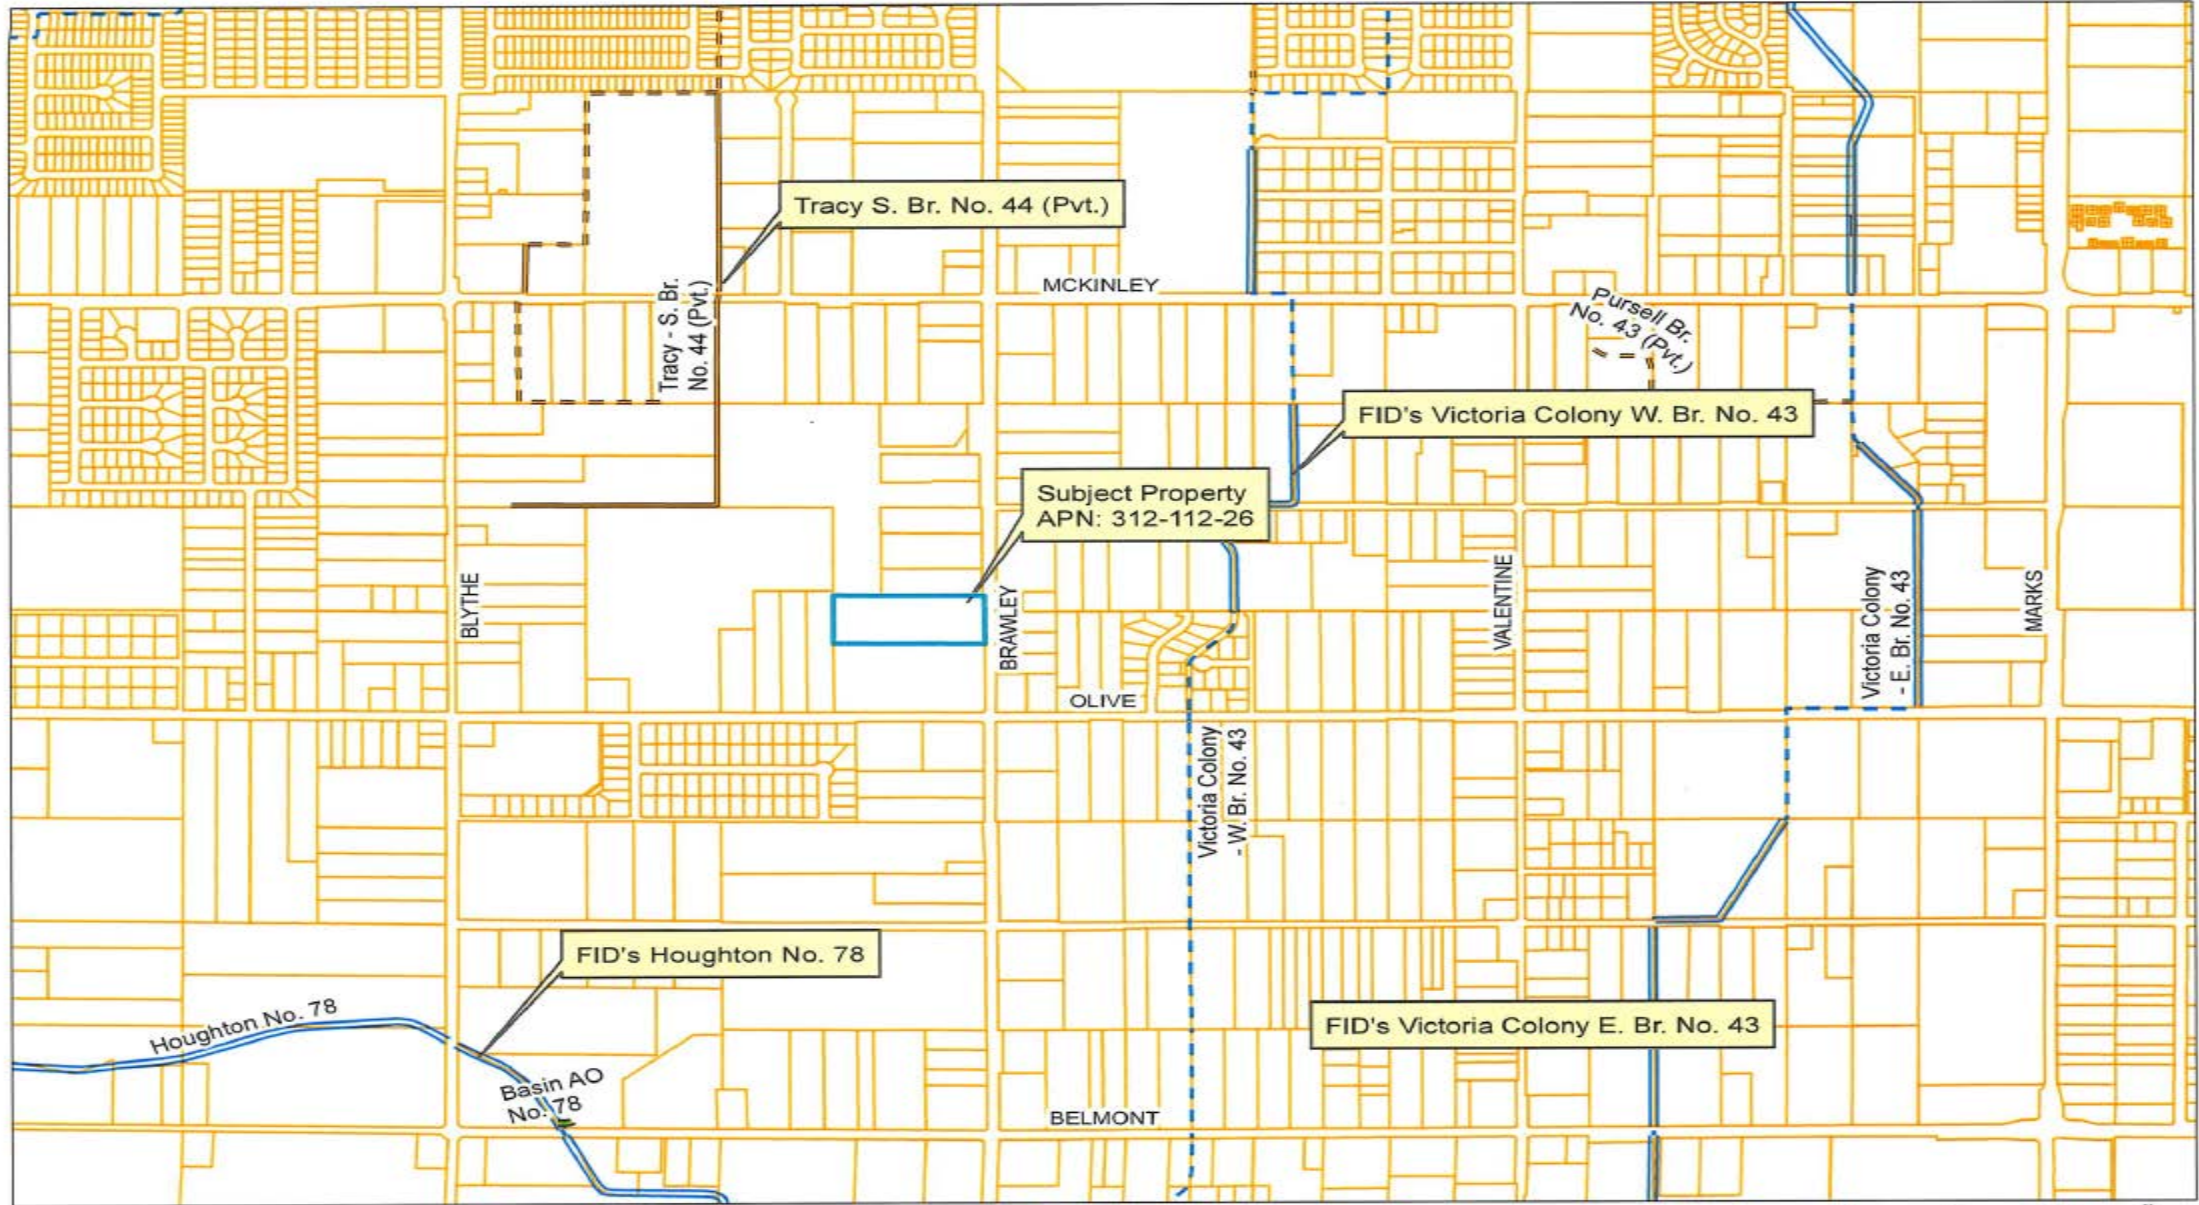 Tracy S. Br. No. 44 (Pvt.)
MCKINLEY
Tracy - S. Br.
No. 44 (Pvt.)
Pursell Br.
No. 43 (Pvt.)
FID's Victoria Colony W. Br. No. 43
Subject Property
APN: 312-112-26
BLYTHE
BRAWLEY
VALENTINE
Victoria Colony
- E. Br. No. 43
MARKS
OLIVE
Victoria Colony
- W. Br. No. 43
FID's Houghton No. 78
Houghton No. 78
FID's Victoria Colony E. Br. No. 43
Basin AO
No. 78
BELMONT